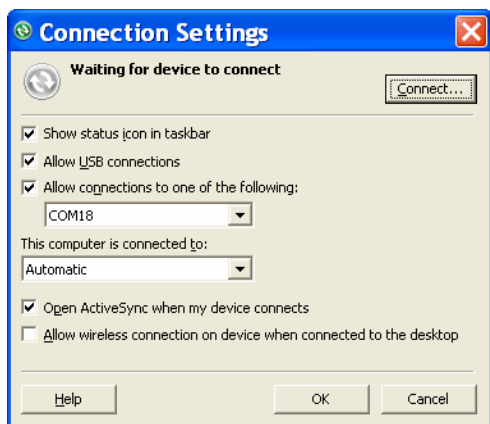 Connection Settings
Waiting for device to connect
Connect...
Show status icon in taskbar
Allow USB connections
Allow connections to one of the following:
COM18
This computer is connected to:
Automatic
Open ActiveSync when my device connects
Allow wireless connection on device when connected to the desktop
Help OK Cancel